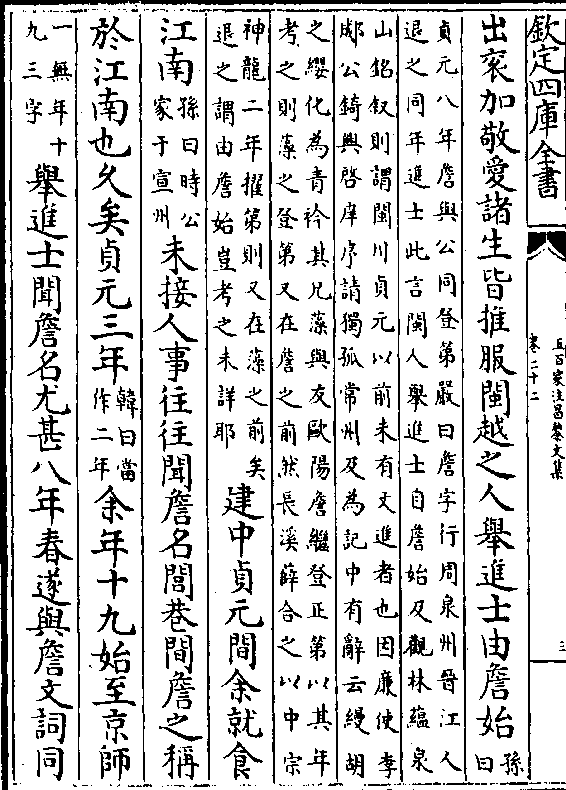 欽定四庫全書
五百家注昌黎文集
卷二十二
三
出衮加敬愛諸生皆推服閩越之人舉進士由詹始孫曰
貞元八年詹與公同登第嚴曰詹字行周泉州晉江人
退之同年進士此言閩人舉進士自詹始及觀林藴泉
山銘叙則謂閩川貞元以前未有文進者也因廉使李
郕公錡興啓庠序請獨孤常州及為記中有辭云縵胡
之纓化為青衿其兄藻與友歐陽詹繼登正第以其年
考之則藻之登第又在詹之前然長溪薛合之以中宗
神龍二年擢第則又在藻之前矣
退之謂由詹始豈考之未詳耶
建中貞元間余就食
江南孫曰時公家于宣州未接人事往往聞詹名閭巷間詹之稱
於江南也久矣貞元三年韓曰當作二年余年十九始至京師
一無年十九三字舉進士聞詹名尤甚八年春遂與詹文詞同